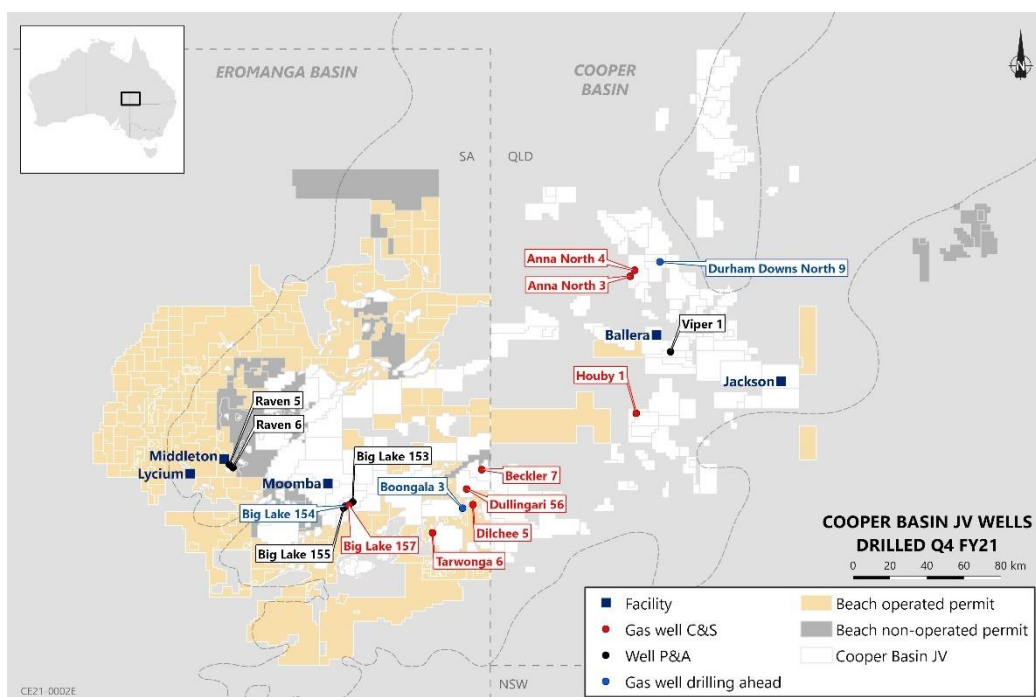 EROMANGA BASIN
COOPER
BASIN
N
SA
QLD
Anna North 4
Anna North 3
Durham Downs North 9
Ballera
Viper 1
Jackson
Houby 1
Raven 5
Raven 6
Middleton
Lycium
Moomba
Big Lake 153
Boongala 3
Beckler 7
Dullingari 56
Big Lake 154
Dilchee 5
Big Lake 155
Big Lake 157
Tarwonga 6
COOPER BASIN JV WELLS
DRILLED Q4 FY21
0 20 40 60 80 km
Facility
Gas well C&S
Well P&A
Gas well drilling ahead
Beach operated permit
Beach non-operated permit
Cooper Basin JV
NSW
CE21-0002E